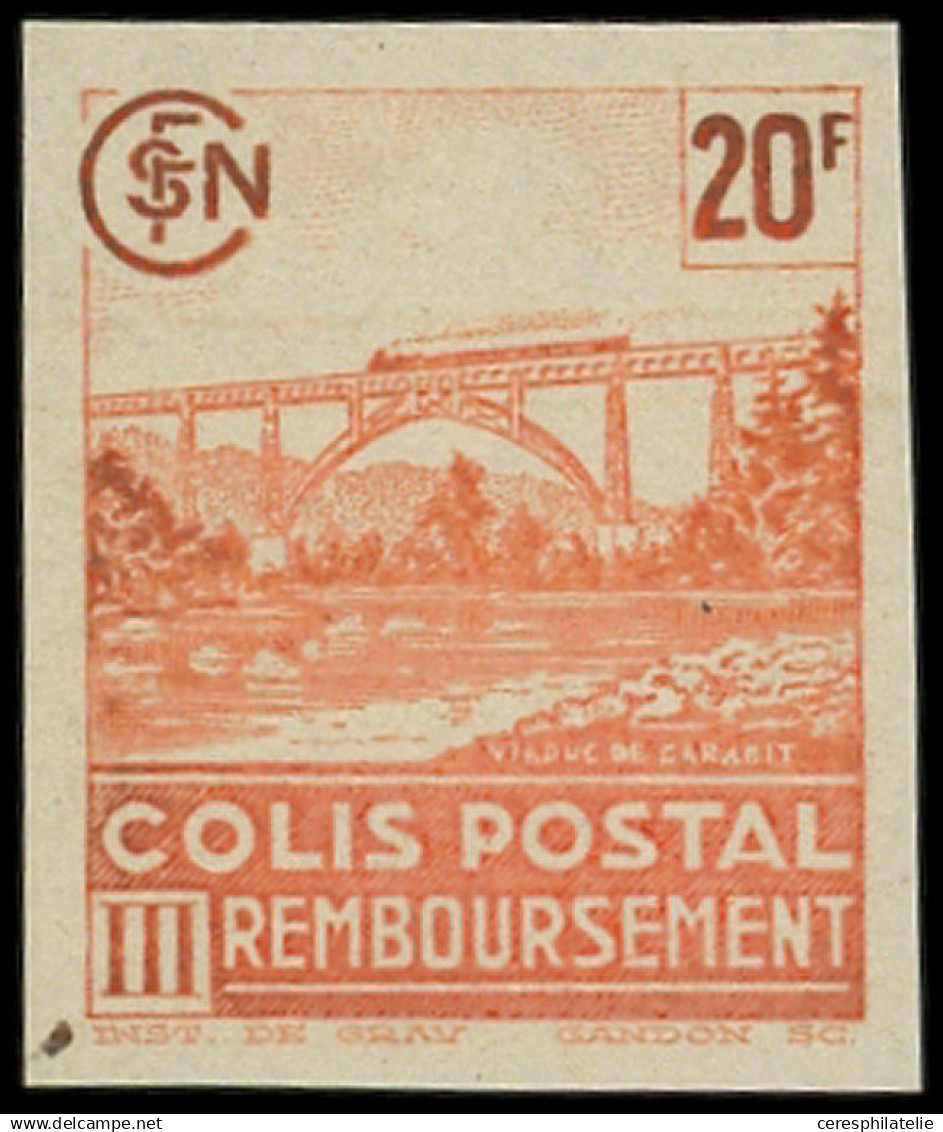 SNCF
20F
VIADUC DE GARABIT
COLIS POSTAL
III REMBOURSEMENT
INST. DE GRAV GANDON SC.
www.delcampe.net ceresphilatelie